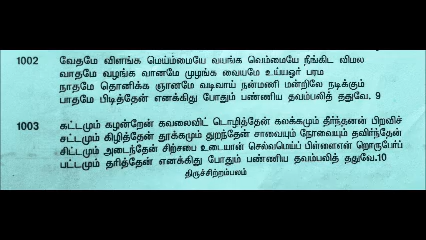 1002 வேதமே விளங்க மெய்ம்மையே வயங்க வெம்மையே நீங்கிட விமல
வாதமே வழங்க வானமே முழங்க வையமே உய்யஓர் பரம
நாதமே தொனிக்க ஞானமே வடிவாய் நன்மணி மன்றிலே நடிக்கும்
பாதமே பிடித்தேன் எனக்கிது போதும் பண்ணிய தவம்பலித் ததுவே. 9
1003 கட்டமும் கழன்றேன் கவலைவிட் டொழித்தேன் கலக்கமும் தீர்ந்தனன் பிறவிச்
சட்டமும் கிழித்தேன் தூக்கமும் துறந்தேன் சாவையும் நோவையும் தவிர்ந்தேன்
சிட்டமும் அடைந்தேன் சிற்சபை உடையான் செல்வமெய்ப் பிள்ளைஎன் றொருபேர்ப்
பட்டமும் தரித்தேன் எனக்கிது போதும் பண்ணிய தவம்பலித் ததுவே.10
திருச்சிற்றம்பலம்